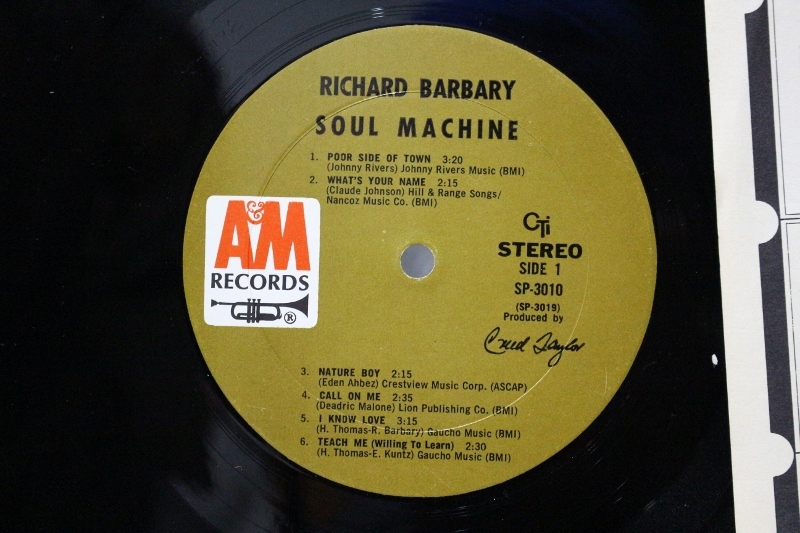 RICHARD BARBARY
SOUL MACHINE
1. POOR SIDE OF TOWN 3:20
(Johnny Rivers) Johnny Rivers Music (BMI)
2. WHAT'S YOUR NAME 2:15
(Claude Johnson) Hill & Range Songs/
Nancoz Music Co. (BMI)
A&M
RECORDS
®
CTi
STEREO
SIDE 1
SP-3010
(SP-3019)
Produced by
Creed Taylor
3. NATURE BOY 2:15
(Eden Ahbez) Crestview Music Corp. (ASCAP)
4. CALL ON ME 2:35
(Deadric Malone) Lion Publishing Co. (BMI)
5. I KNOW LOVE 3:15
(H. Thomas-R. Barbary) Gaucho Music (BMI)
6. TEACH ME (Willing To Learn) 2:30
(H. Thomas-E. Kuntz) Gaucho Music (BMI)